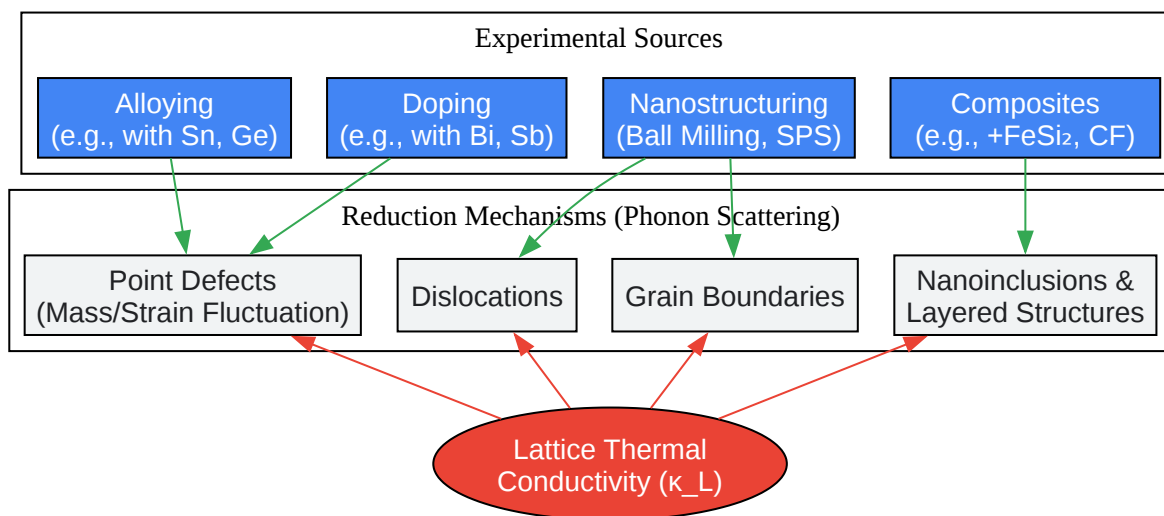 Experimental Sources
Alloying
(e.g., with Sn, Ge)
Doping
(e.g., with Bi, Sb)
Nanostructuring
(Ball Milling, SPS)
Composites
(e.g., +FeSi₂, CF)
Reduction Mechanisms (Phonon Scattering)
Point Defects
(Mass/Strain Fluctuation)
Dislocations
Grain Boundaries
Nanoinclusions &
Layered Structures
Lattice Thermal
Conductivity (κ_L)